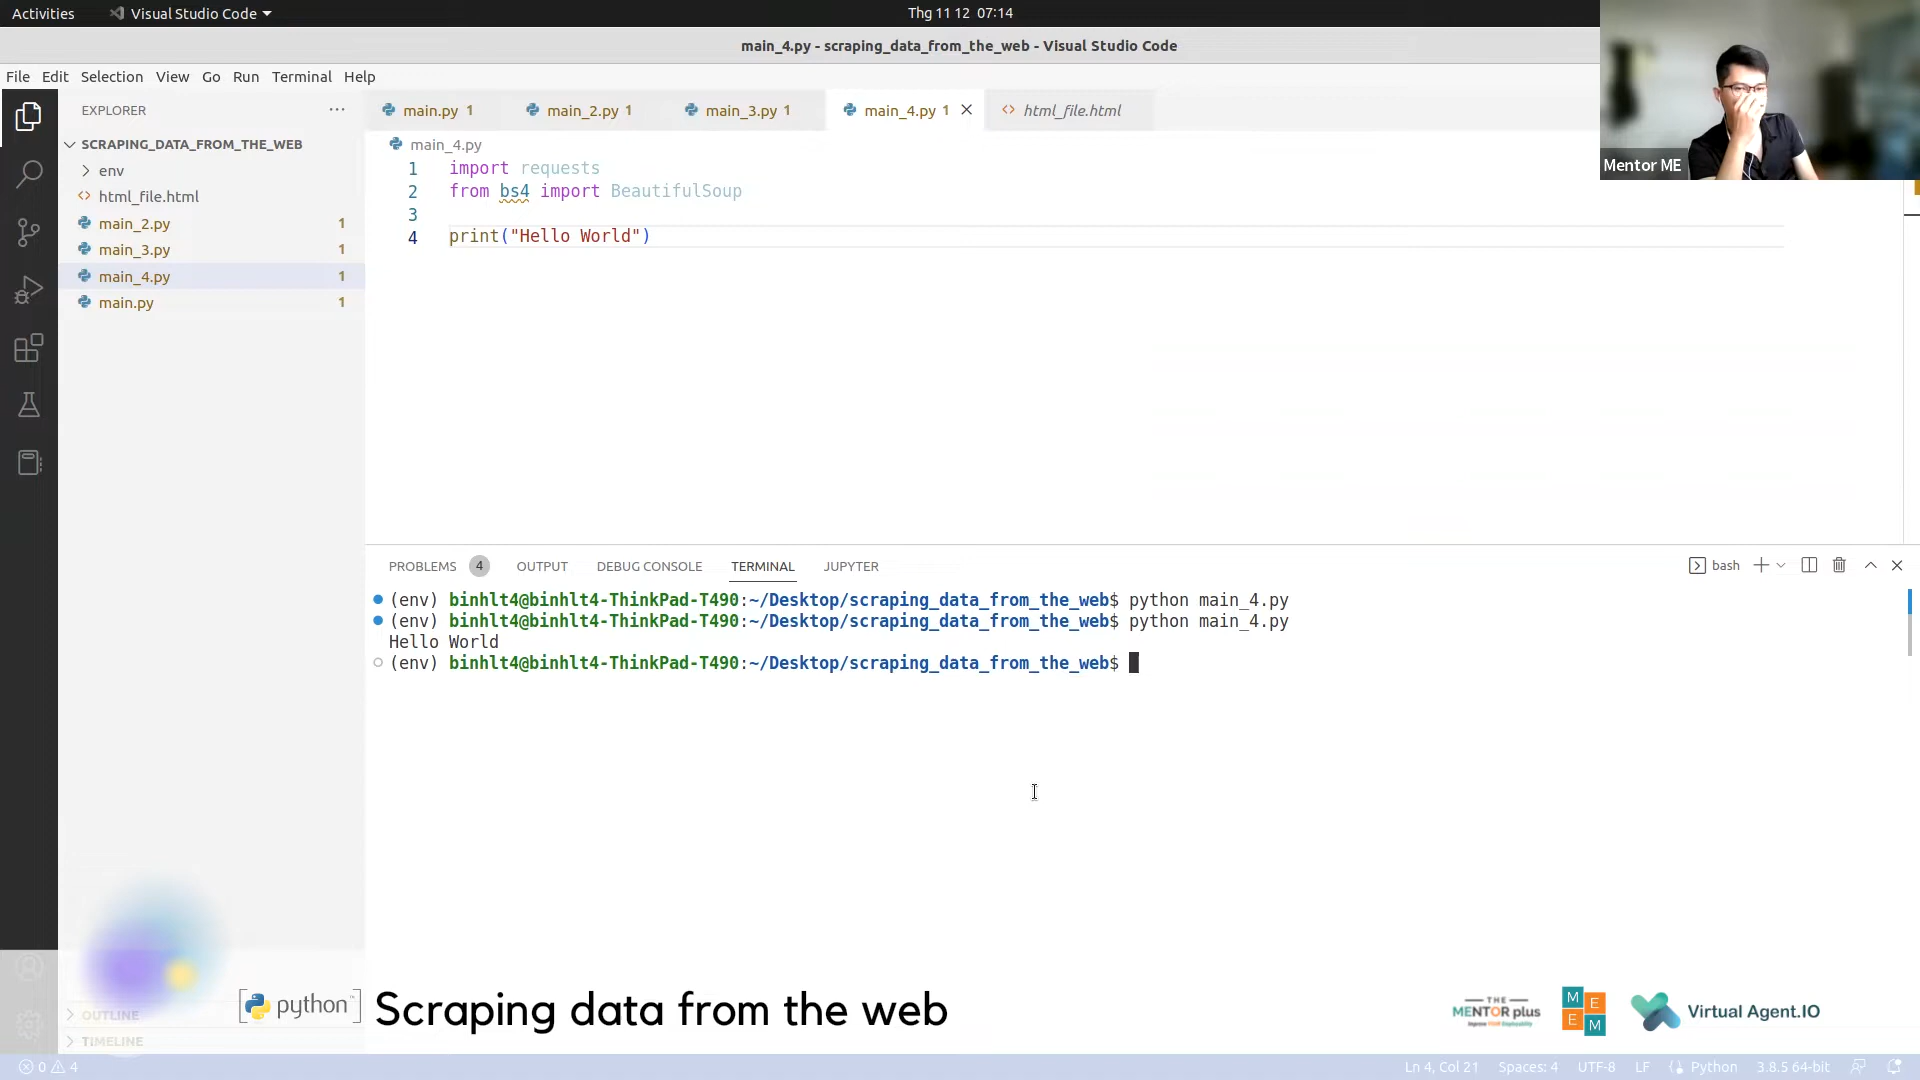 Activities Visual Studio Code Thg 11 12 07:14
main_4.py - scraping_data_from_the_web - Visual Studio Code
File Edit Selection View Go Run Terminal Help
Mentor ME
EXPLORER ···
main.py 1 main_2.py 1 main_3.py 1 main_4.py 1 html_file.html
SCRAPING_DATA_FROM_THE_WEB
env
html_file.html
main_2.py 1
main_3.py 1
main_4.py 1
main.py 1
main_4.py
1 import requests
2 from bs4 import BeautifulSoup
3
4 print("Hello World")
PROBLEMS 4 OUTPUT DEBUG CONSOLE TERMINAL JUPYTER bash
(env) binhlt4@binhlt4-ThinkPad-T490:~/Desktop/scraping_data_from_the_web$ python main_4.py
(env) binhlt4@binhlt4-ThinkPad-T490:~/Desktop/scraping_data_from_the_web$ python main_4.py
Hello World
(env) binhlt4@binhlt4-ThinkPad-T490:~/Desktop/scraping_data_from_the_web$
OUTLINE
TIMELINE
python Scraping data from the web
THE
MENTOR plus
M E
E M
Virtual Agent.IO
0 4 Ln 4, Col 21 Spaces: 4 UTF-8 LF Python 3.8.5 64-bit